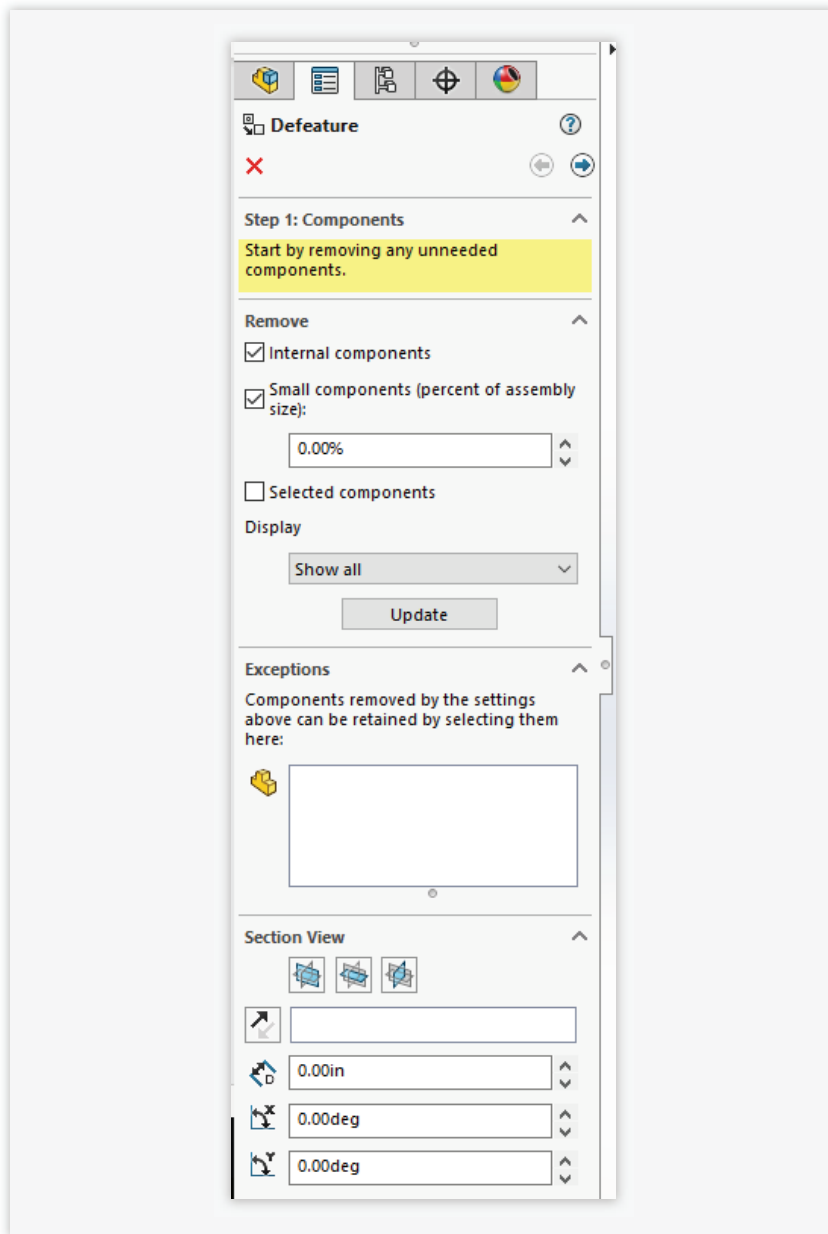 Defeature
Step 1: Components
Start by removing any unneeded
components.
Remove
Internal components
Small components (percent of assembly
size):
0.00%
Selected components
Display
Show all
Update
Exceptions
Components removed by the settings
above can be retained by selecting them
here:
Section View
0.00in
0.00deg
0.00deg